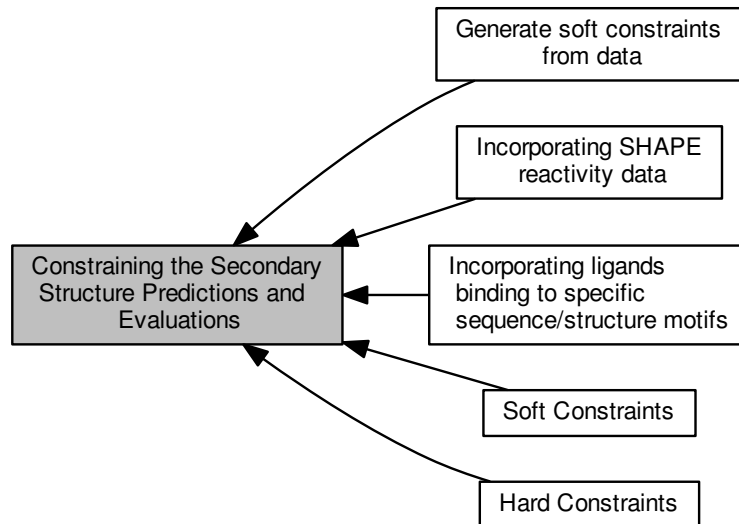 Generate soft constraints
from data
Incorporating SHAPE
reactivity data
Constraining the Secondary
Structure Predictions and
Evaluations
Incorporating ligands
binding to specific
sequence/structure motifs
Soft Constraints
Hard Constraints